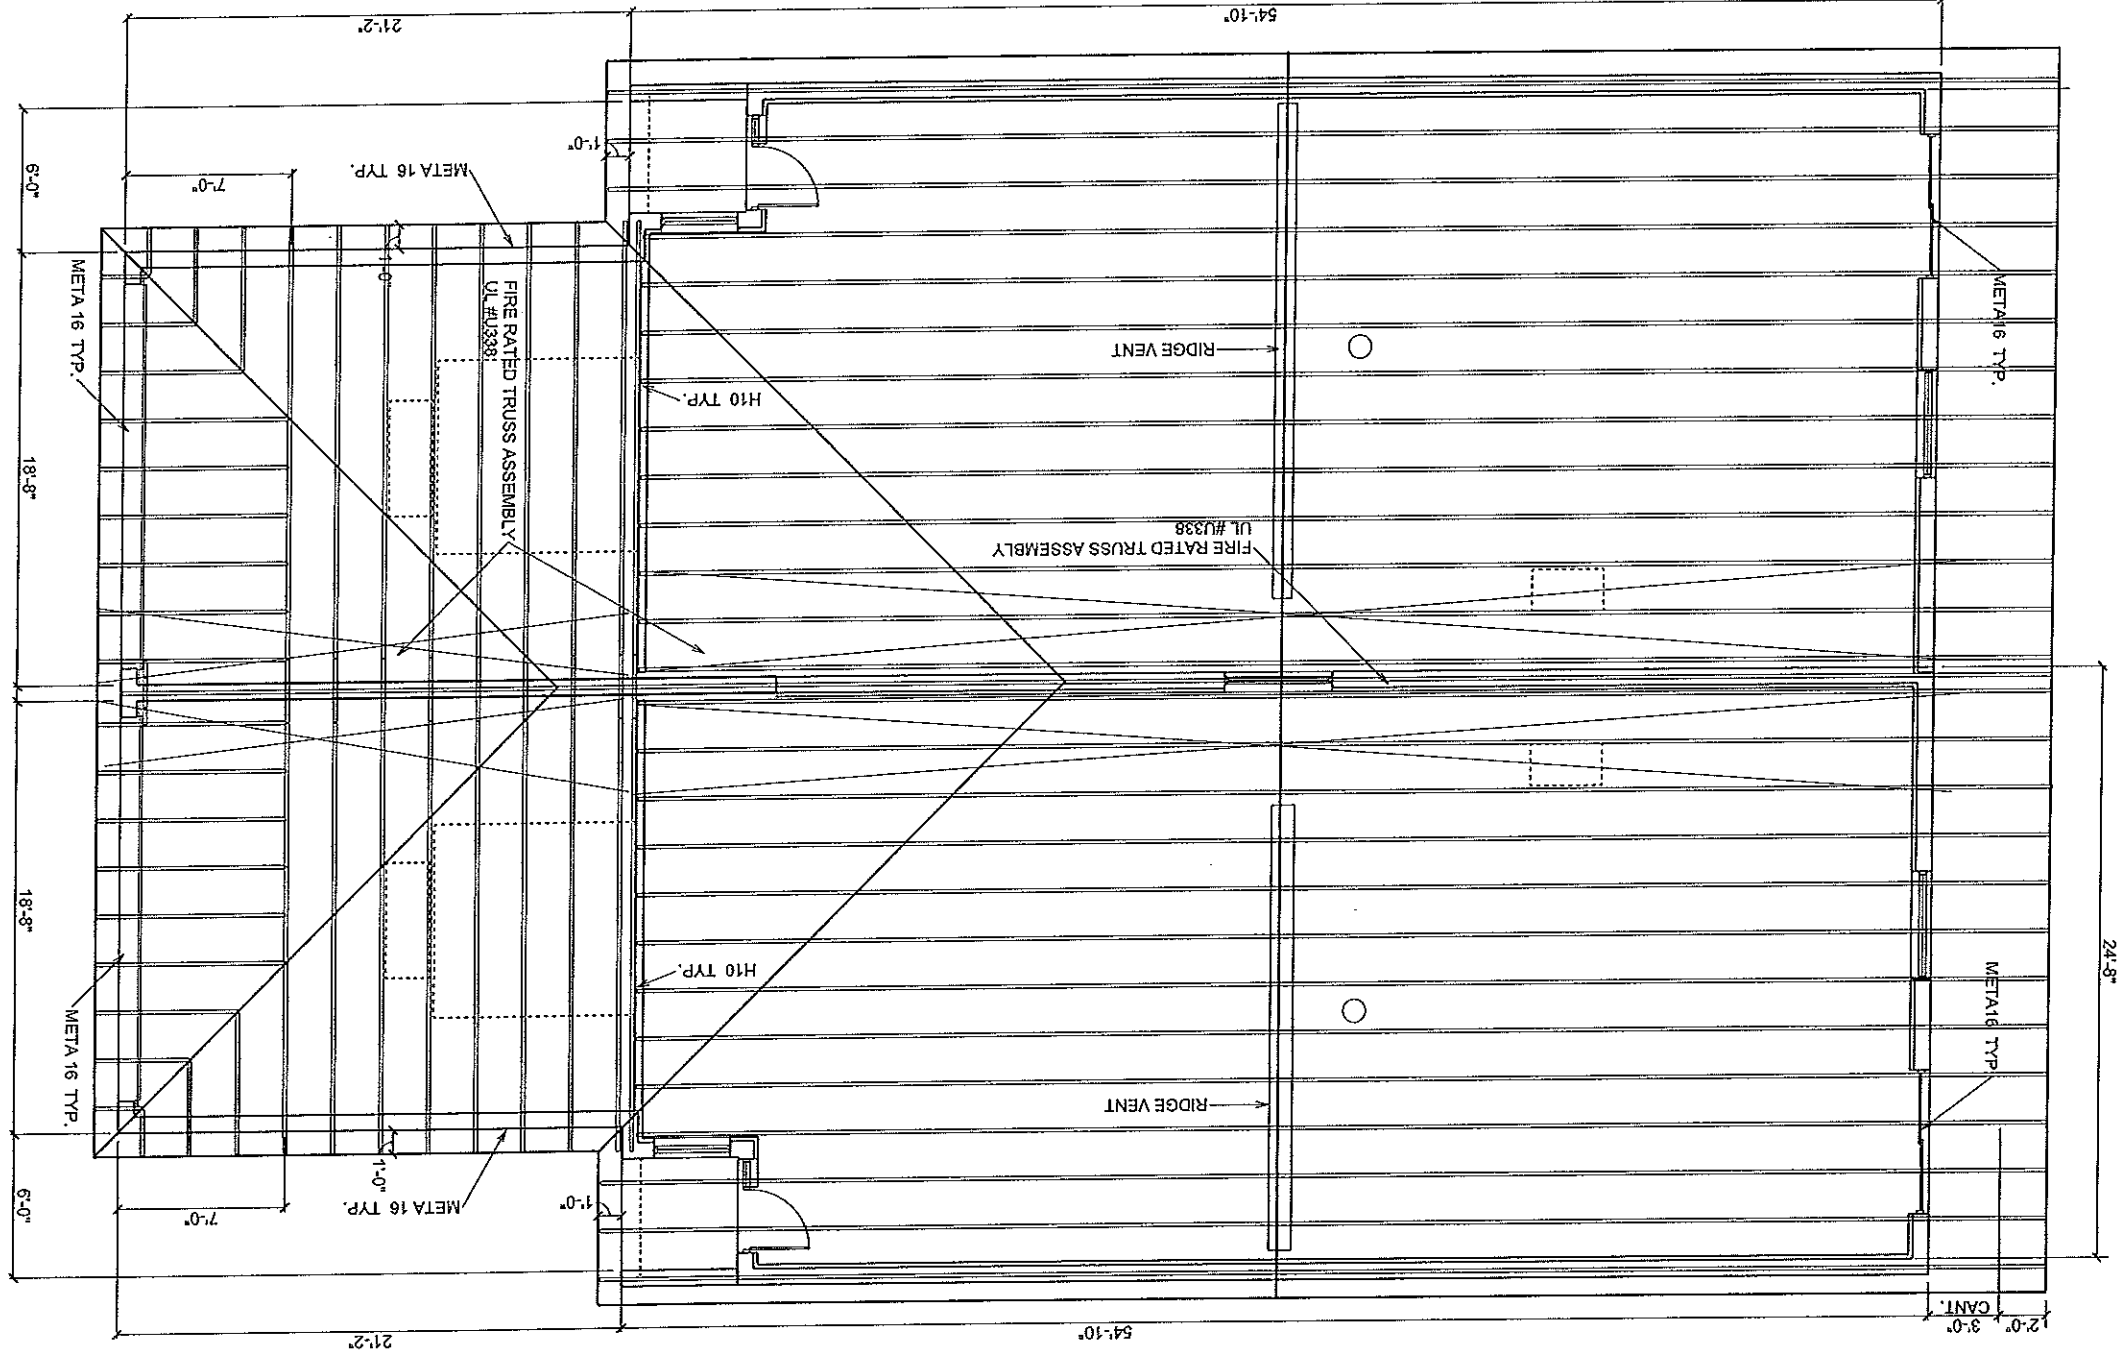 54'-10"
21'-2"
6'-0"
18'-8"
18'-8"
6'-0"
7'-0"
1'-0"
META 16 TYP.
1'-0"
META 16 TYP.
FIRE RATED TRUSS ASSEMBLY
UL #U338
RIDGE VENT
H10 TYP.
META16 TYP.
FIRE RATED TRUSS ASSEMBLY
UL #U338
24'-8"
H10 TYP.
META16 TYP.
RIDGE VENT
META 16 TYP.
META 16 TYP.
1'-0"
1'-0"
7'-0"
2'-0"
3'-0"
CANT.
54'-10"
21'-2"